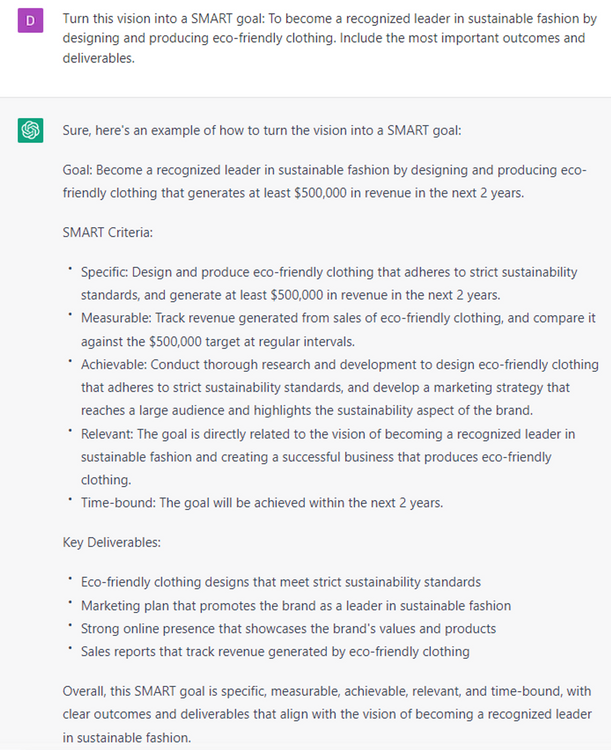 D
Turn this vision into a SMART goal: To become a recognized leader in sustainable fashion by
designing and producing eco-friendly clothing. Include the most important outcomes and
deliverables.
Sure, here's an example of how to turn the vision into a SMART goal:
Goal: Become a recognized leader in sustainable fashion by designing and producing eco-
friendly clothing that generates at least $500,000 in revenue in the next 2 years.
SMART Criteria:
• Specific: Design and produce eco-friendly clothing that adheres to strict sustainability
standards, and generate at least $500,000 in revenue in the next 2 years.
• Measurable: Track revenue generated from sales of eco-friendly clothing, and compare it
against the $500,000 target at regular intervals.
• Achievable: Conduct thorough research and development to design eco-friendly clothing
that adheres to strict sustainability standards, and develop a marketing strategy that
reaches a large audience and highlights the sustainability aspect of the brand.
• Relevant: The goal is directly related to the vision of becoming a recognized leader in
sustainable fashion and creating a successful business that produces eco-friendly
clothing.
• Time-bound: The goal will be achieved within the next 2 years.
Key Deliverables:
• Eco-friendly clothing designs that meet strict sustainability standards
• Marketing plan that promotes the brand as a leader in sustainable fashion
• Strong online presence that showcases the brand's values and products
• Sales reports that track revenue generated by eco-friendly clothing
Overall, this SMART goal is specific, measurable, achievable, relevant, and time-bound, with
clear outcomes and deliverables that align with the vision of becoming a recognized leader
in sustainable fashion.